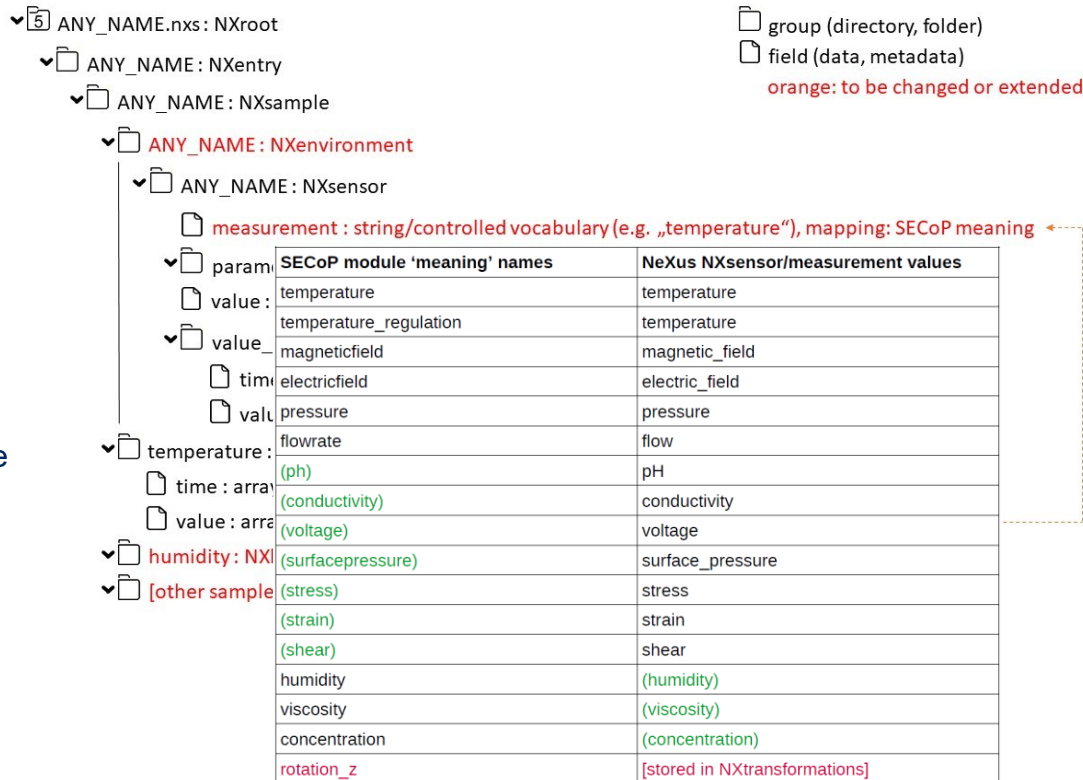 5 ANY_NAME.nxs : NXroot
group (directory, folder)
ANY_NAME : NXentry
field (data, metadata)
ANY_NAME : NXsample
orange: to be changed or extended
ANY_NAME : NXenvironment
ANY_NAME : NXsensor
measurement : string/controlled vocabulary (e.g. „temperature“), mapping: SECoP meaning
SECoP module ‘meaning’ names NeXus NXsensor/measurement values
temperature temperature
value :
temperature_regulation temperature
magneticfield magnetic_field
electricfield electric_field
pressure pressure
flowrate flow
temperature :
(ph) pH
time :
(conductivity) conductivity
value :
(voltage) voltage
humidity :
(surfacepressure) surface_pressure
[other sample
(stress) stress
(strain) strain
(shear) shear
humidity (humidity)
viscosity (viscosity)
concentration (concentration)
rotation_z [stored in NXtransformations]